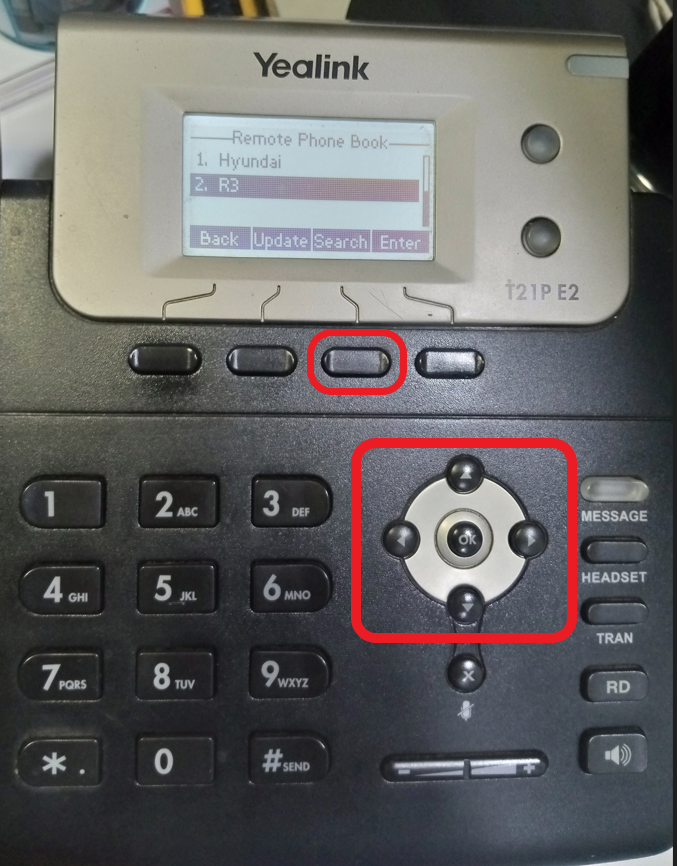 Yealink
Remote Phone Book
1. Hyundai
2. R3
Back Update Search Enter
T21P E2
1 2 ABC 3 DEF
OK
MESSAGE
HEADSET
4 GHI 5 JKL 6 MNO
TRAN
7 PQRS 8 TUV 9 WXYZ
RD
* . 0 # SEND
- +